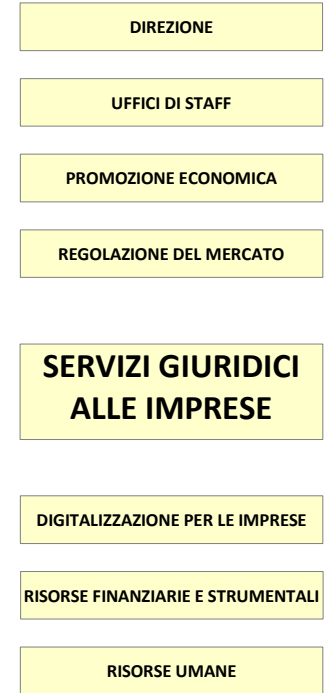 DIREZIONE
UFFICI DI STAFF
PROMOZIONE ECONOMICA
REGOLAZIONE DEL MERCATO
SERVIZI GIURIDICI
ALLE IMPRESE
DIGITALIZZAZIONE PER LE IMPRESE
RISORSE FINANZIARIE E STRUMENTALI
RISORSE UMANE